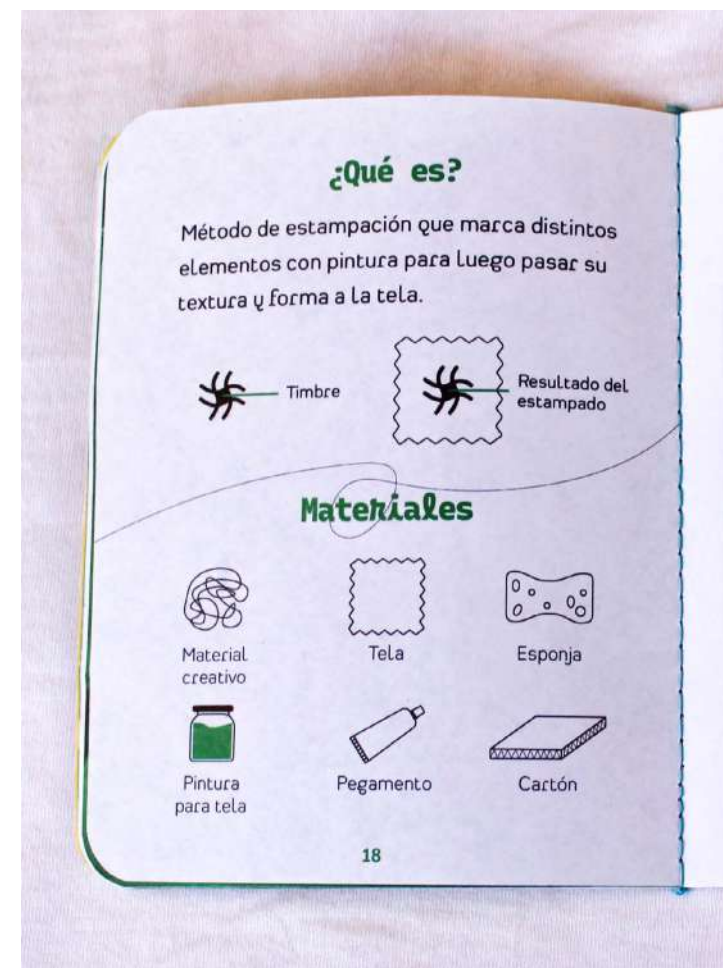 ¿Qué es?
Método de estampación que marca distintos
elementos con pintura para luego pasar su
textura y forma a la tela.
Timbre
Resultado del
estampado
Materiales
Material
creativo
Tela
Esponja
Pintura
para tela
Pegamento
Cartón
18